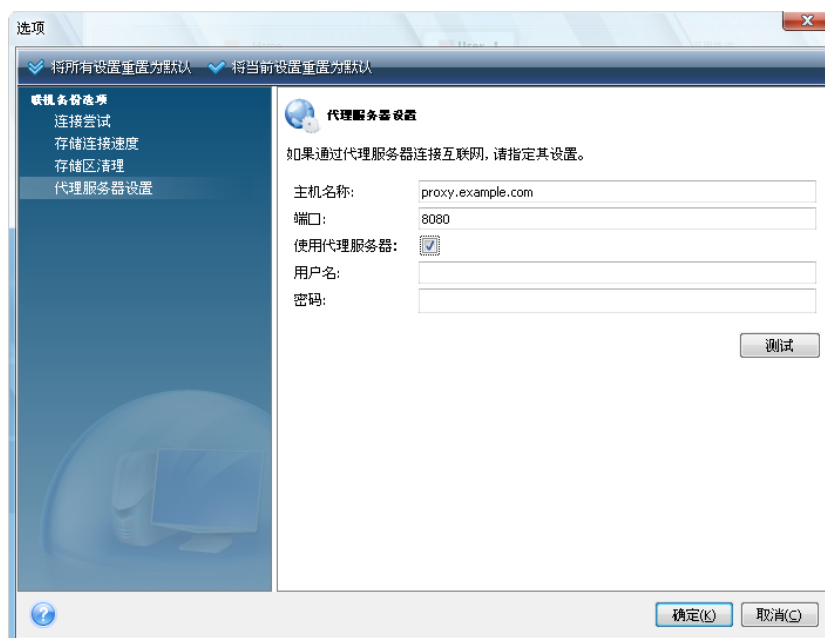 选项
将所有设置重置为默认
将当前设置重置为默认
联机备份选项
连接尝试
存储连接速度
存储区清理
代理服务器设置
代理服务器设置
如果通过代理服务器连接互联网, 请指定其设置。
主机名称:
proxy.example.com
端口:
8080
使用代理服务器:
用户名:
密码:
测试
确定(K)
取消(C)